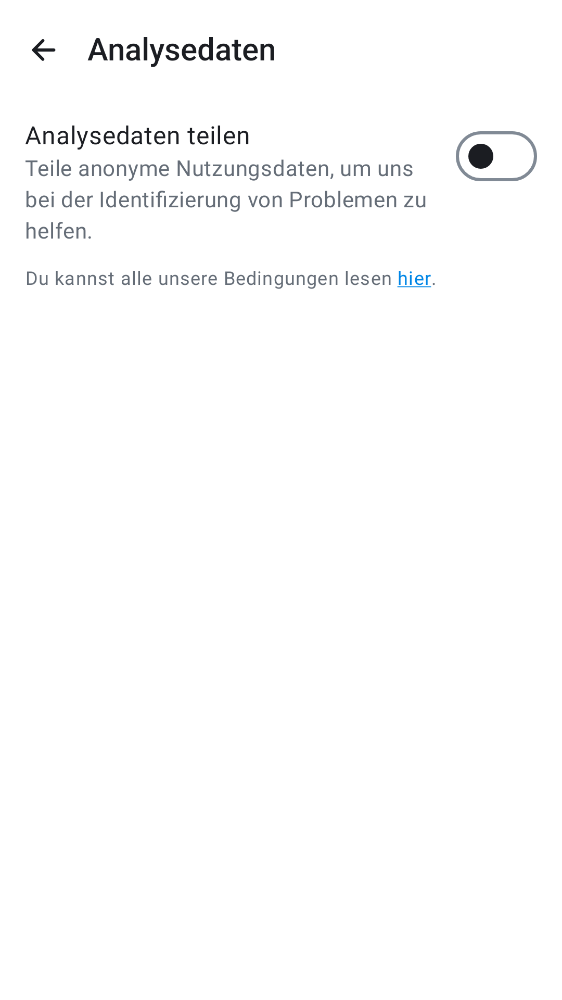 Analysedaten
Analysedaten teilen
Teile anonyme Nutzungsdaten, um uns
bei der Identifizierung von Problemen zu
helfen.
Du kannst alle unsere Bedingungen lesen hier.